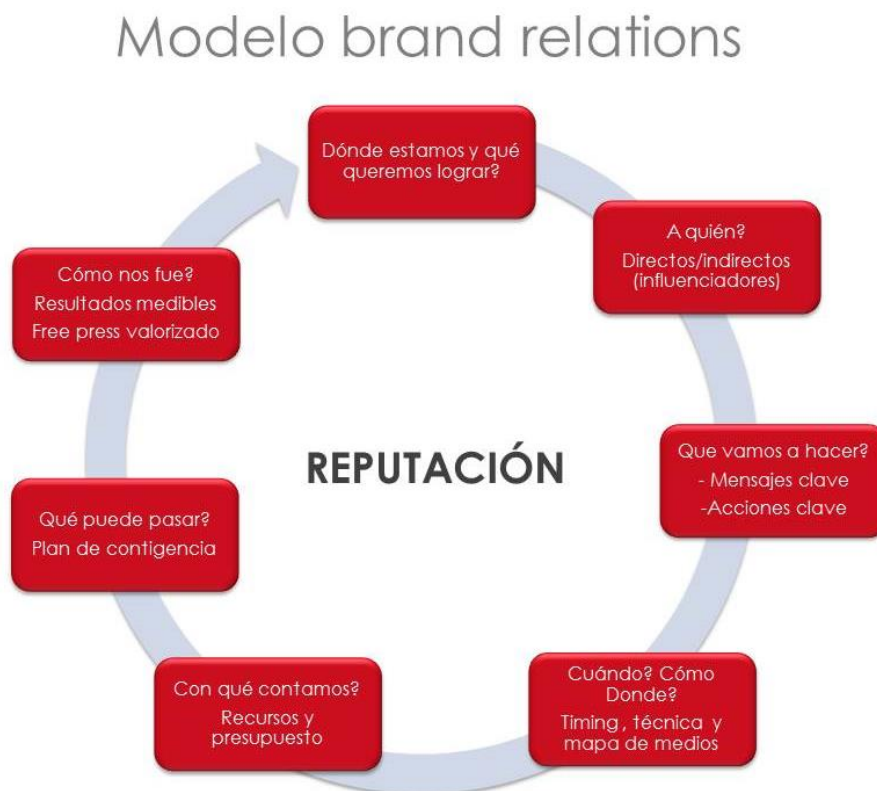 Modelo brand relations
Dónde estamos y qué
queremos lograr?
A quién?
Directos/indirectos
(influenciadores)
Que vamos a hacer?
- Mensajes clave
-Acciones clave
Cuándo? Cómo
Donde?
Timing, técnica y
mapa de medios
Con qué contamos?
Recursos y
presupuesto
Qué puede pasar?
Plan de contigencia
Cómo nos fue?
Resultados medibles
Free press valorizado
REPUTACIÓN